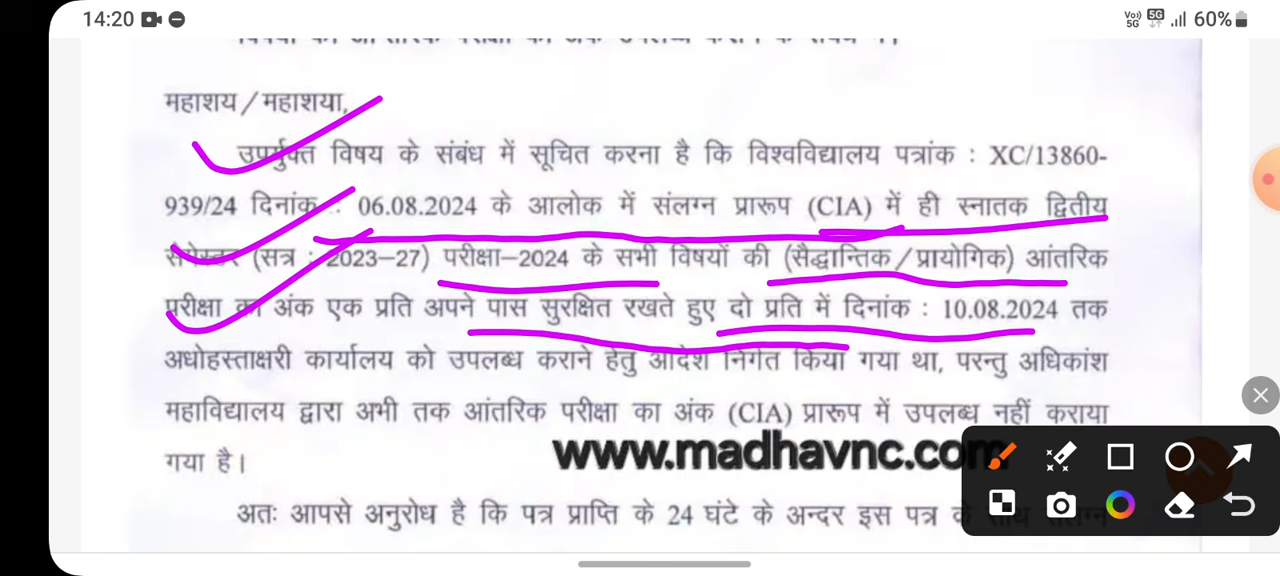 14:20
Vo)) 5G 5G 60%
महाशय/महाशया,
उपर्युक्त विषय के संबंध में सूचित करना है कि विश्वविद्यालय पत्रांक : XC/13860-
939/24 दिनांक : 06.08.2024 के आलोक में संलग्न प्रारूप (CIA) में ही स्नातक द्वितीय
सेमेस्टर (सत्र : 2023–27) परीक्षा–2024 के सभी विषयों की (सैद्धान्तिक/प्रायोगिक) आंतरिक
परीक्षा का अंक एक प्रति अपने पास सुरक्षित रखते हुए दो प्रति में दिनांक : 10.08.2024 तक
अधोहस्ताक्षरी कार्यालय को उपलब्ध कराने हेतु आदेश निर्गत किया गया था, परन्तु अधिकांश
महाविद्यालय द्वारा अभी तक आंतरिक परीक्षा का अंक (CIA) प्रारूप में उपलब्ध नहीं कराया
गया है।
www.madhavnc.com
अतः आपसे अनुरोध है कि पत्र प्राप्ति के 24 घंटे के अन्दर इस पत्र